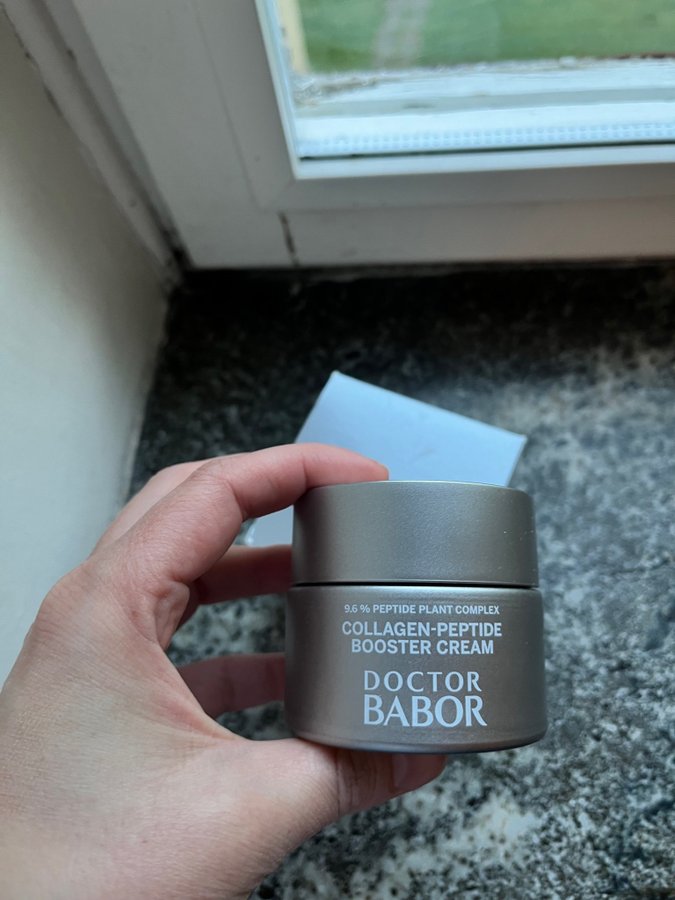 9.6 % PEPTIDE PLANT COMPLEX
COLLAGEN-PEPTIDE
BOOSTER CREAM
DOCTOR
BABOR